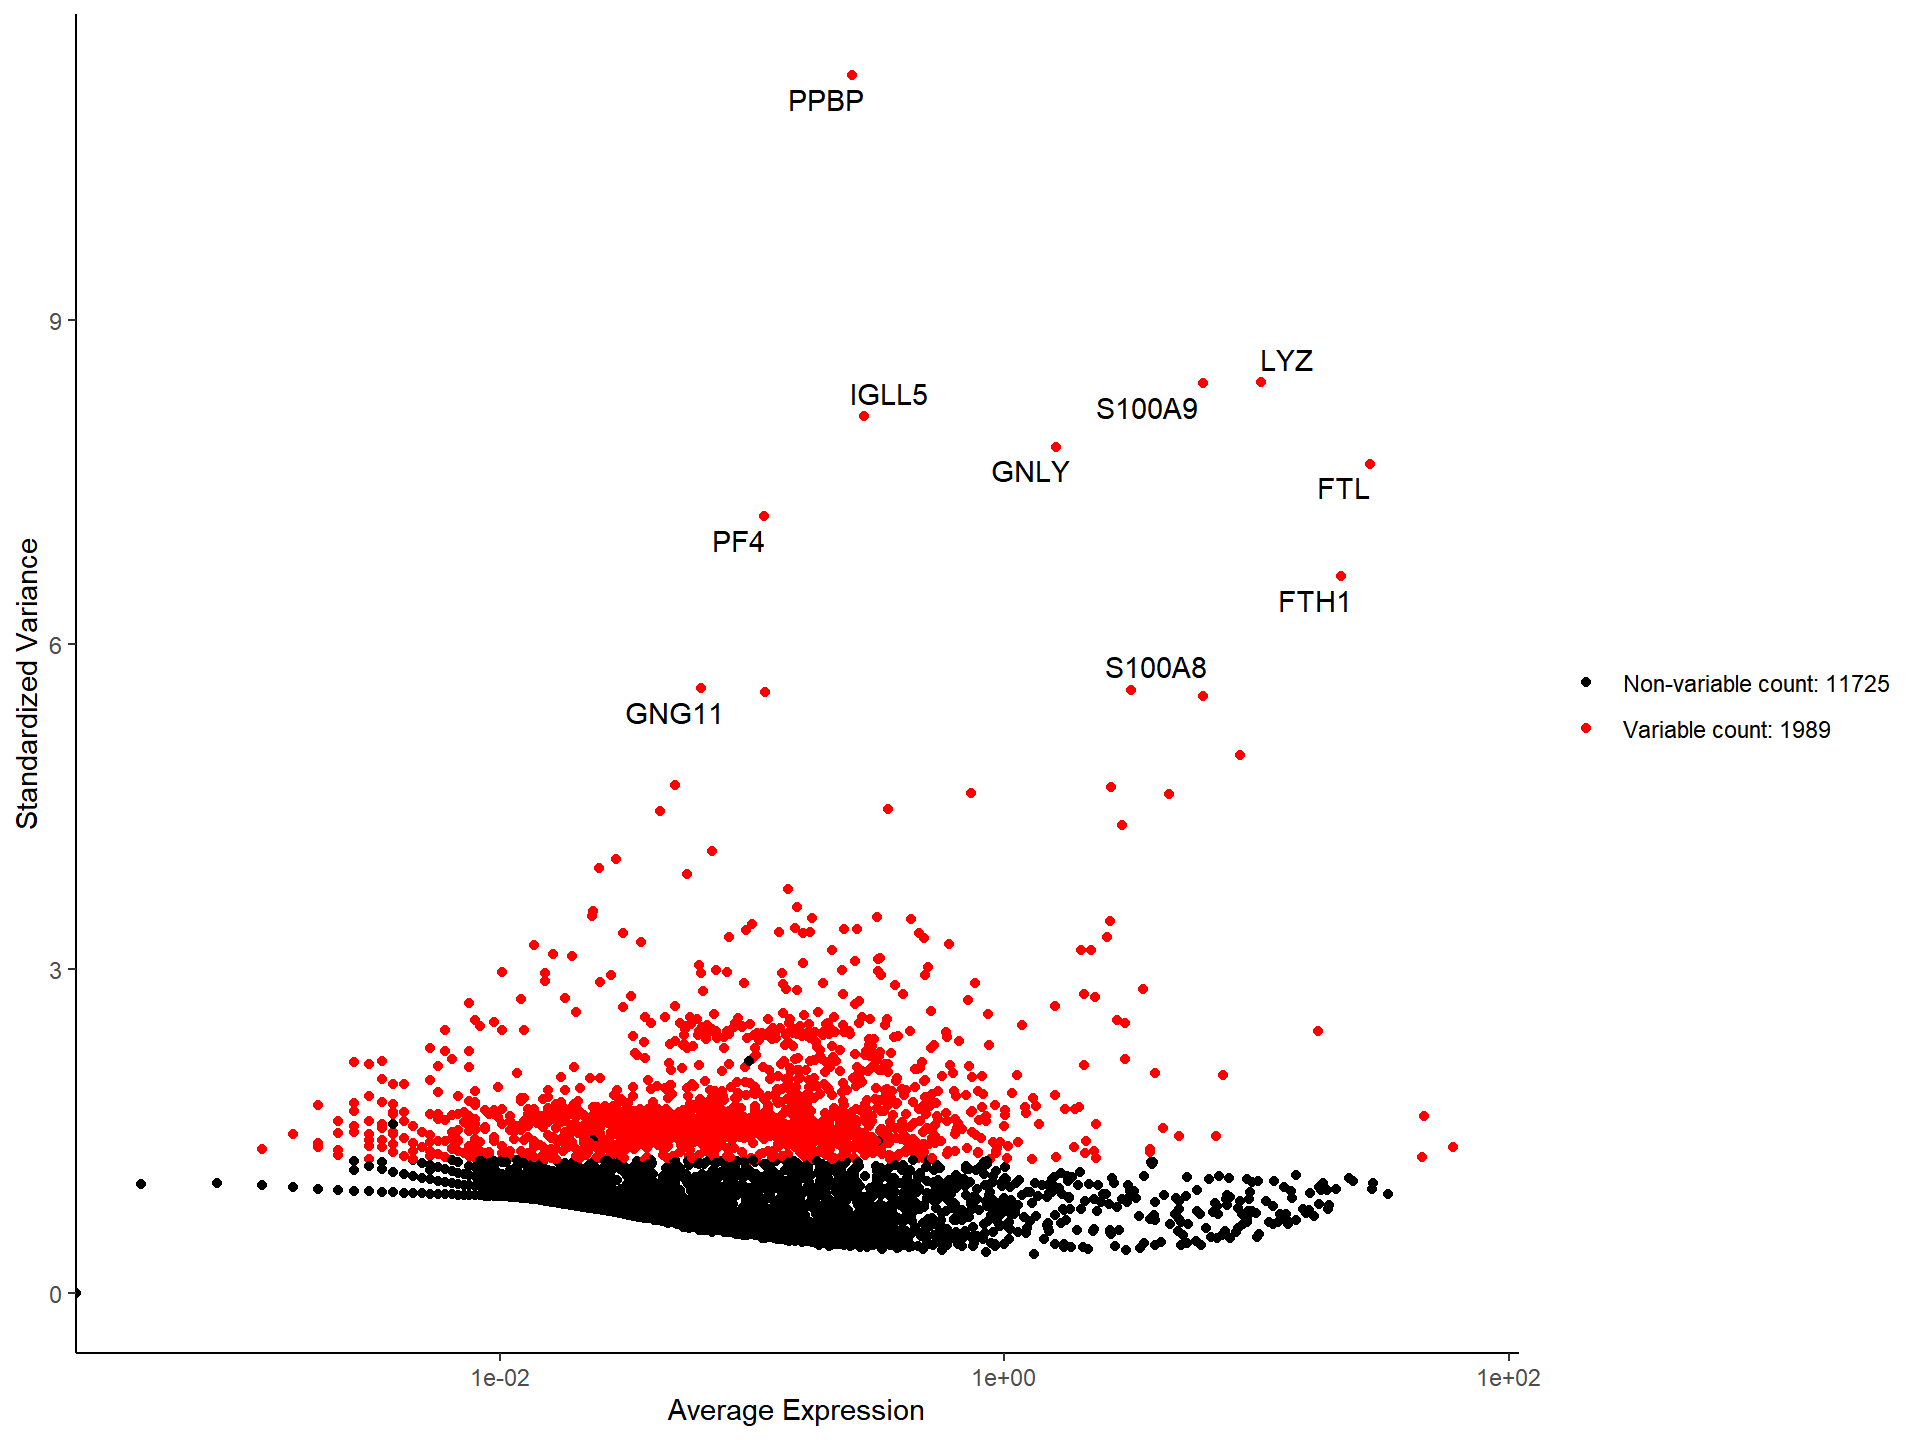 PPBP
9
LYZ
IGLL5
S100A9
GNLY
FTL
PF4
FTH1
Standardized Variance
6
S100A8
Non-variable count: 11725
GNG11
Variable count: 1989
3
0
1e-02
1e+00
1e+02
Average Expression